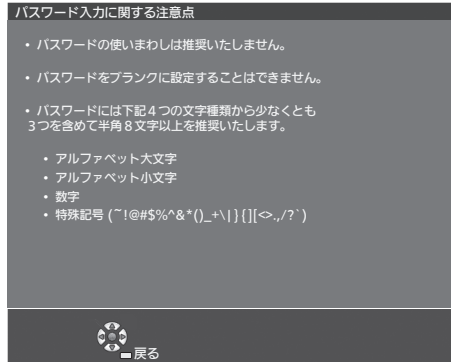 パスワード入力に関する注意点
• パスワードの使いまわしは推奨いたしません。
• パスワードをブランクに設定することはできません。
• パスワードには下記4つの文字種類から少なくとも
3つを含めて半角8文字以上を推奨いたします。
• アルファベット大文字
• アルファベット小文字
• 数字
• 特殊記号 (~!@#$%^&*()_+\|}{][<>.,/?`)
戻る